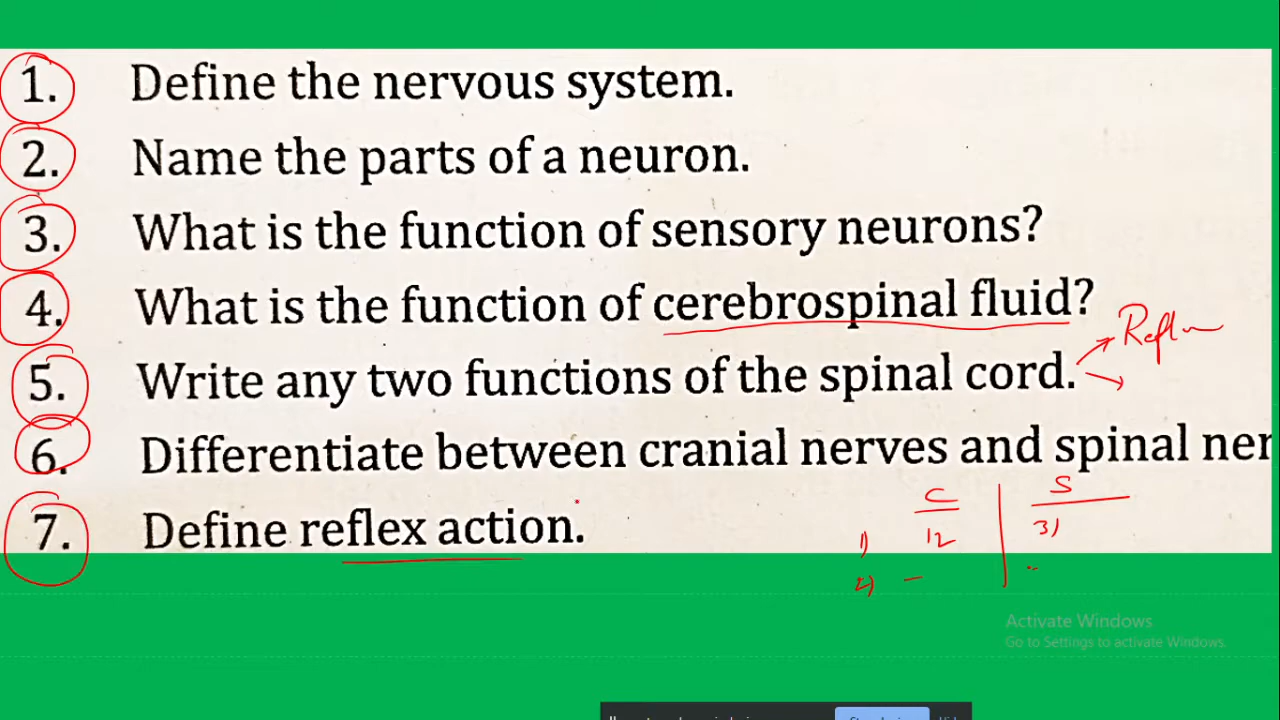 1. Define the nervous system.
2. Name the parts of a neuron.
3. What is the function of sensory neurons?
4. What is the function of cerebrospinal fluid?
5. Write any two functions of the spinal cord.
6. Differentiate between cranial nerves and spinal ner
7. Define reflex action.
C S
1) 12 31
2) -
Activate Windows
Go to Settings to activate Windows.